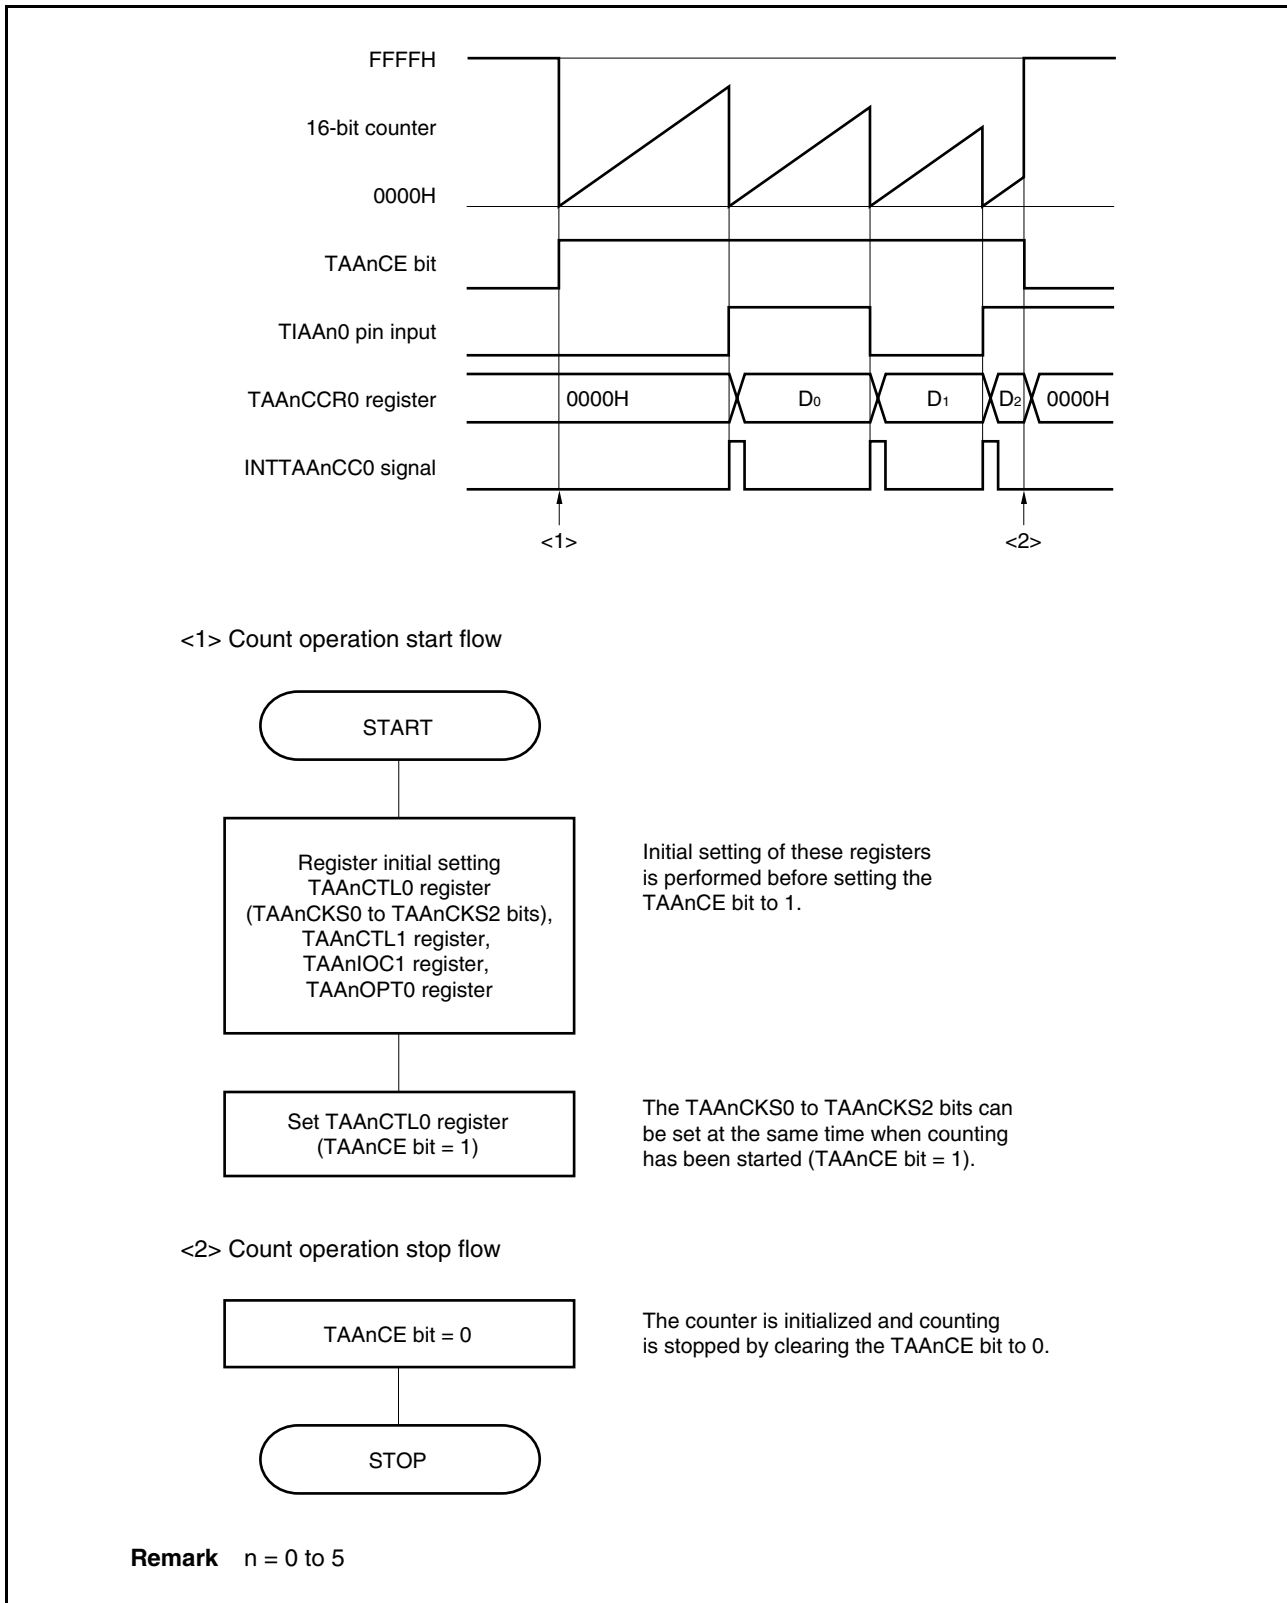 FFFFH
16-bit counter
0000H
TAAnCE bit
TIAAn0 pin input
TAAnCCR0 register
0000H
D0
D1
D2
0000H
INTTAAnCC0 signal
<1>
<2>
<1> Count operation start flow
START
Register initial setting
TAAnCTL0 register
(TAAnCKS0 to TAAnCKS2 bits),
TAAnCTL1 register,
TAAnIOC1 register,
TAAnOPT0 register
Initial setting of these registers
is performed before setting the
TAAnCE bit to 1.
Set TAAnCTL0 register
(TAAnCE bit = 1)
The TAAnCKS0 to TAAnCKS2 bits can
be set at the same time when counting
has been started (TAAnCE bit = 1).
<2> Count operation stop flow
TAAnCE bit = 0
The counter is initialized and counting
is stopped by clearing the TAAnCE bit to 0.
STOP
Remark n = 0 to 5